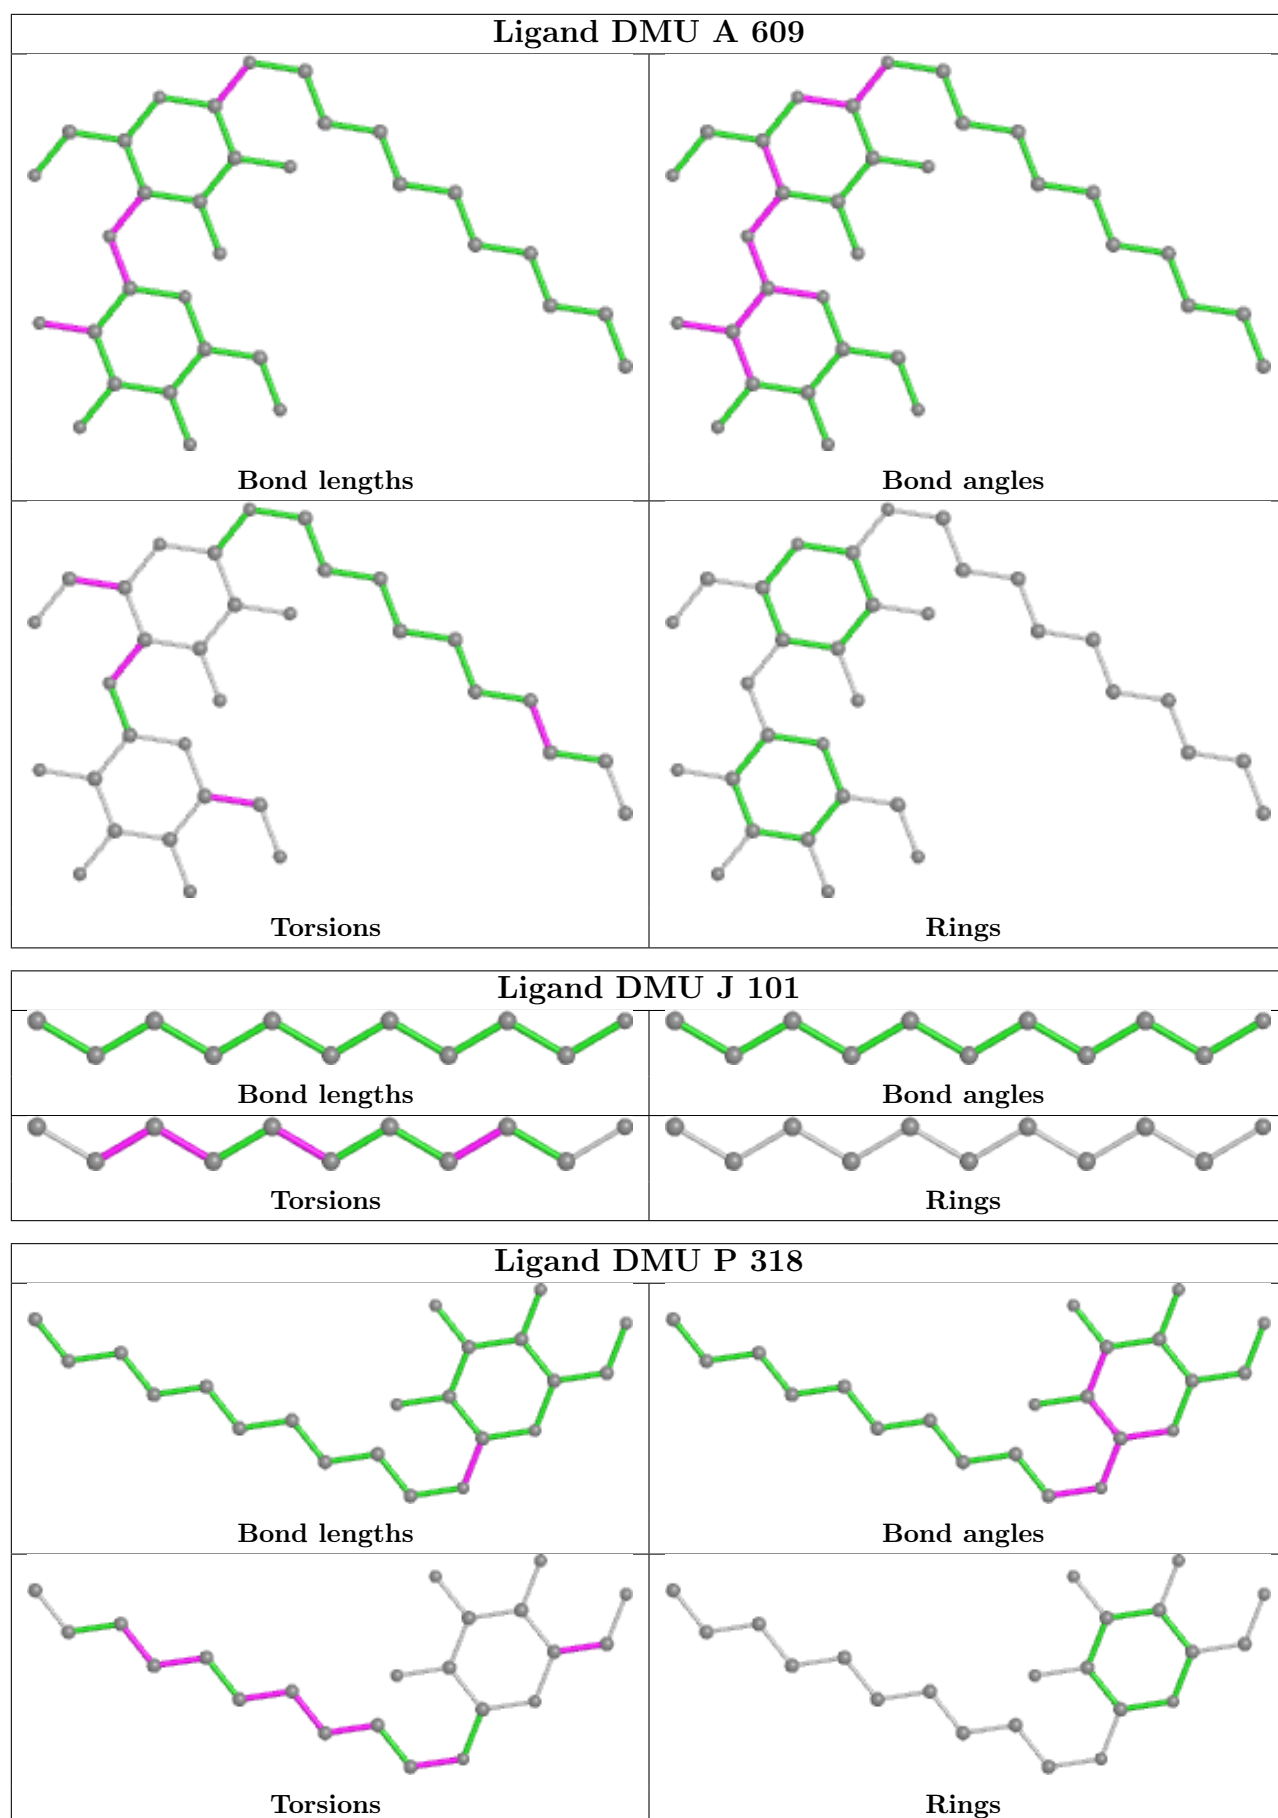 Ligand DMU A 609
Bond lengths
Bond angles
Torsions
Rings
Ligand DMU J 101
Bond lengths
Bond angles
Torsions
Rings
Ligand DMU P 318
Bond lengths
Bond angles
Torsions
Rings